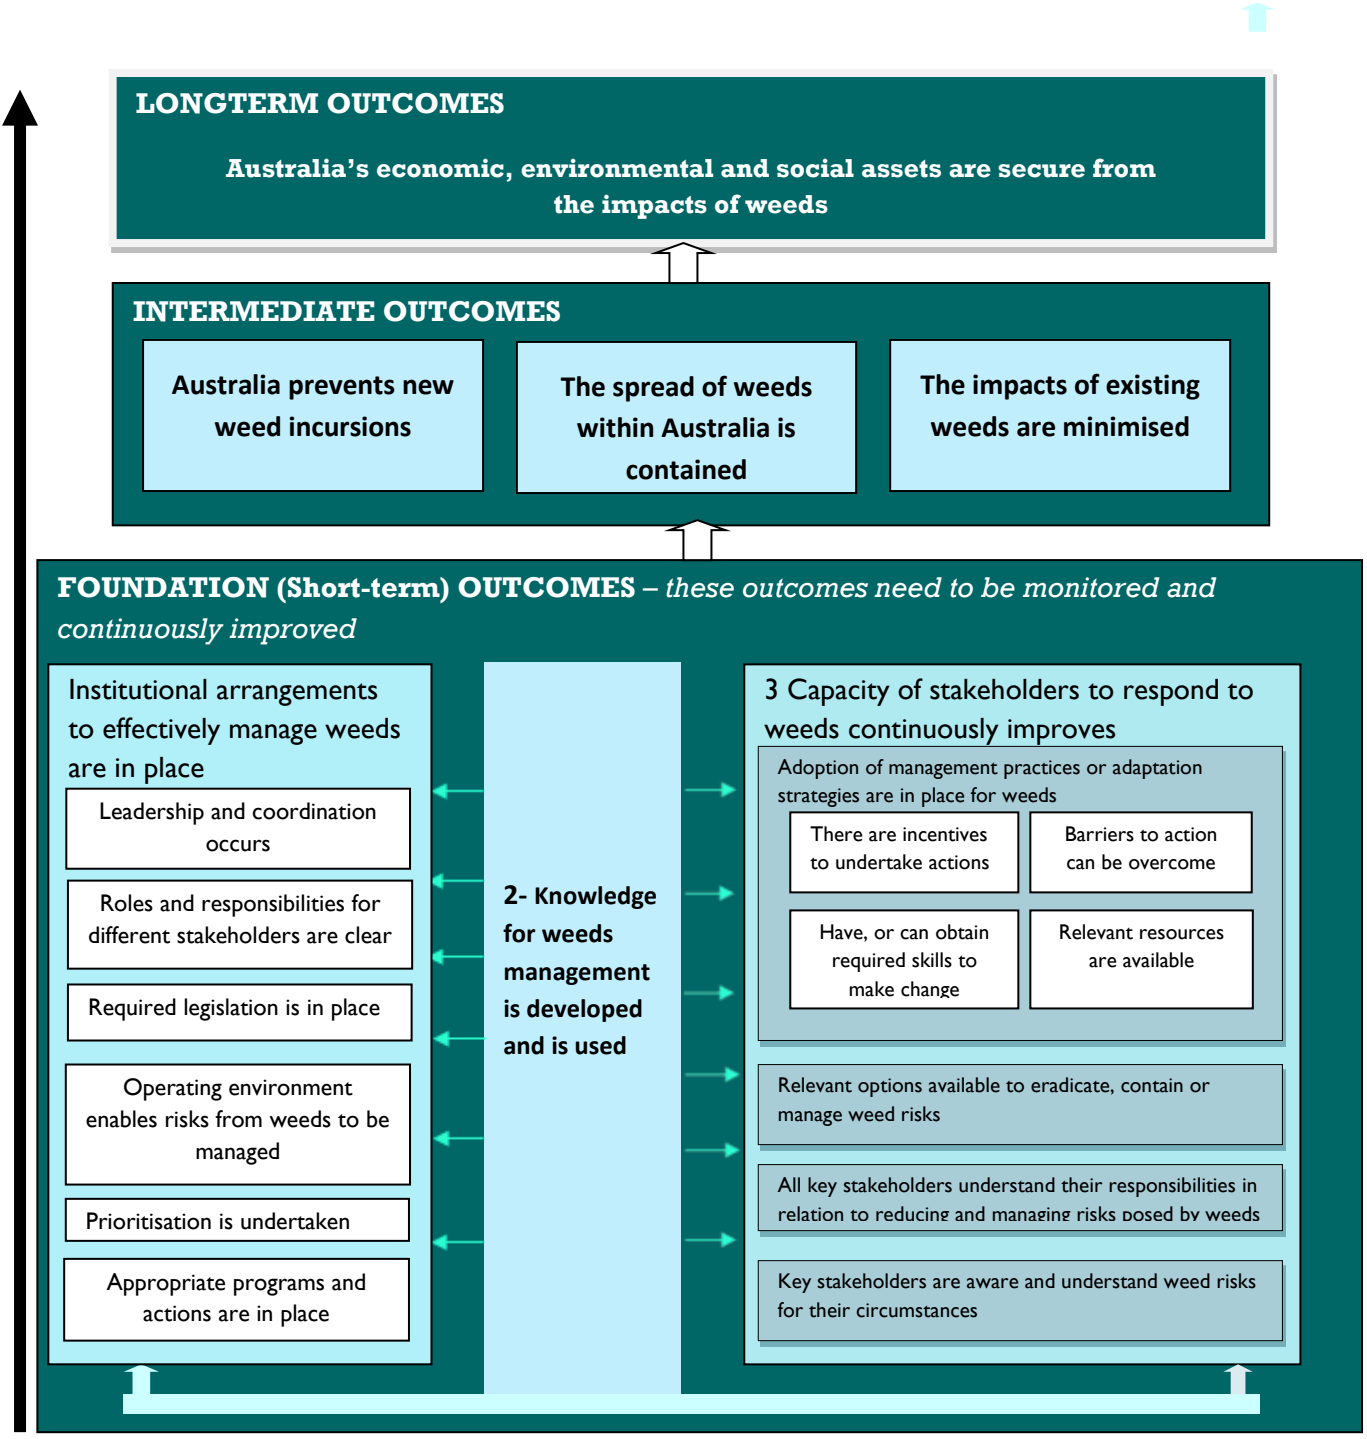 LONGTERM OUTCOMES
Australia’s economic, environmental and social assets are secure from
the impacts of weeds
INTERMEDIATE OUTCOMES
Australia prevents new
weed incursions
The spread of weeds
within Australia is
contained
The impacts of existing
weeds are minimised
FOUNDATION (Short-term) OUTCOMES – these outcomes need to be monitored and
continuously improved
Institutional arrangements
to effectively manage weeds
are in place
Leadership and coordination
occurs
Roles and responsibilities for
different stakeholders are clear
Required legislation is in place
Operating environment
enables risks from weeds to be
managed
Prioritisation is undertaken
Appropriate programs and
actions are in place
2- Knowledge
for weeds
management
is developed
and is used
3 Capacity of stakeholders to respond to
weeds continuously improves
Adoption of management practices or adaptation
strategies are in place for weeds
There are incentives
to undertake actions
Barriers to action
can be overcome
Have, or can obtain
required skills to
make change
Relevant resources
are available
Relevant options available to eradicate, contain or
manage weed risks
All key stakeholders understand their responsibilities in
relation to reducing and managing risks posed by weeds
Key stakeholders are aware and understand weed risks
for their circumstances